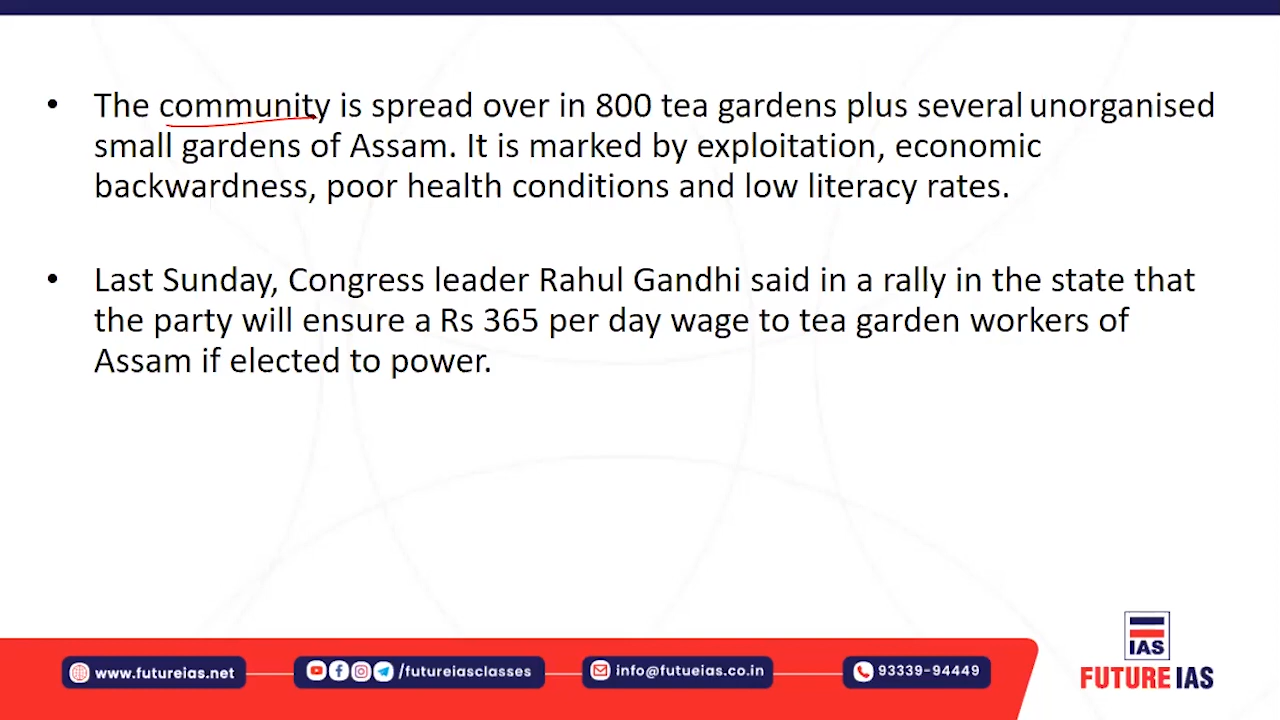 • The community is spread over in 800 tea gardens plus several unorganised
small gardens of Assam. It is marked by exploitation, economic
backwardness, poor health conditions and low literacy rates.
• Last Sunday, Congress leader Rahul Gandhi said in a rally in the state that
the party will ensure a Rs 365 per day wage to tea garden workers of
Assam if elected to power.
IAS
www.futureias.net /futureiasclasses info@futueias.co.in 93339-94449 FUTURE IAS